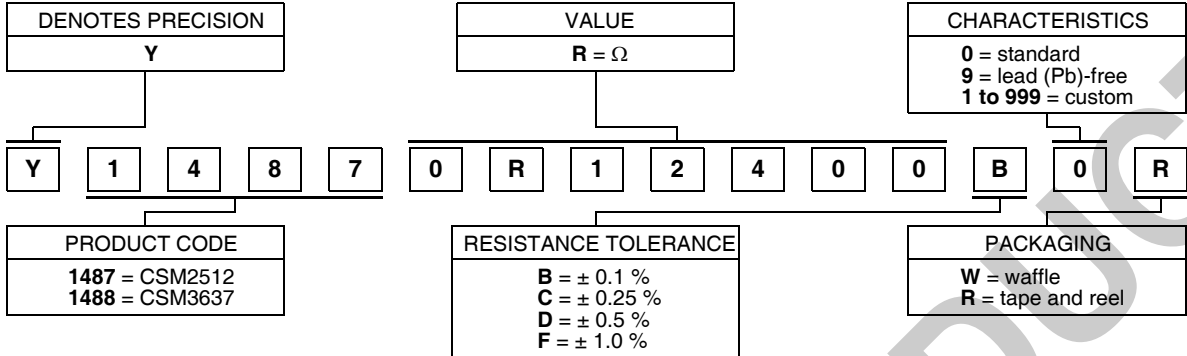 DENOTES PRECISION
Y
VALUE
R = Ω
CHARACTERISTICS
0 = standard
9 = lead (Pb)-free
1 to 999 = custom
Y 1 4 8 7 0 R 1 2 4 0 0 B 0 R
PRODUCT CODE
1487 = CSM2512
1488 = CSM3637
RESISTANCE TOLERANCE
B = ± 0.1 %
C = ± 0.25 %
D = ± 0.5 %
F = ± 1.0 %
PACKAGING
W = waffle
R = tape and reel
DUCT